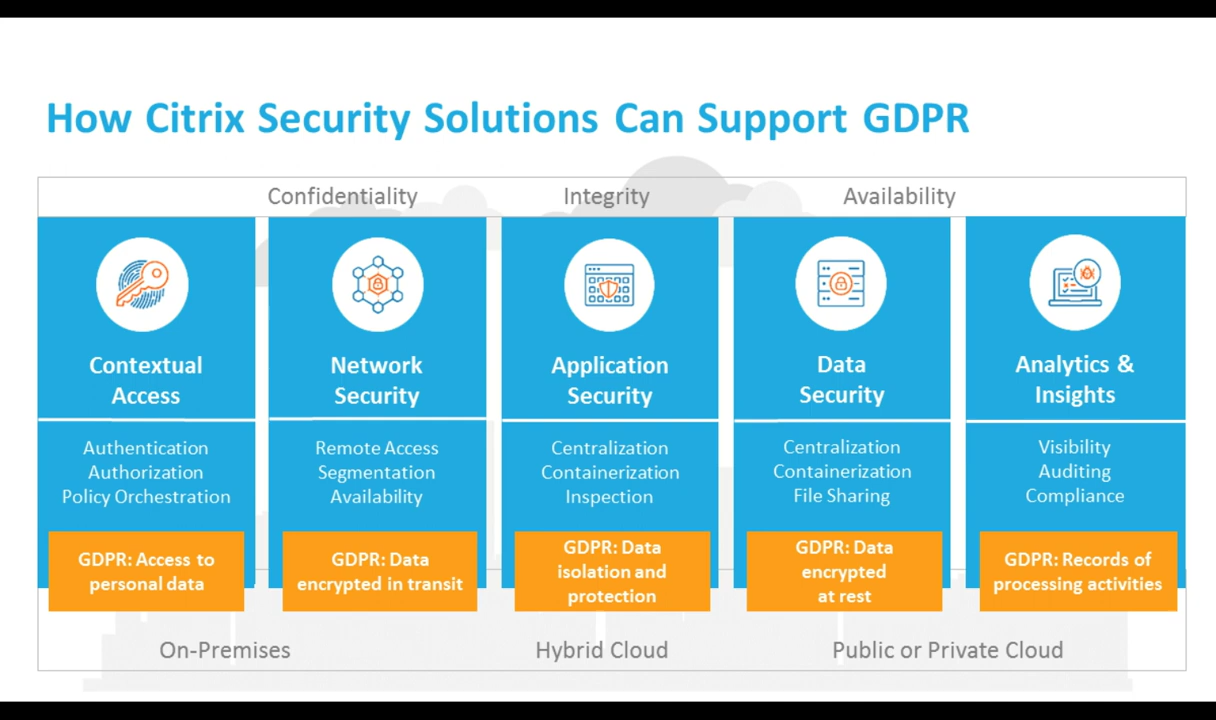 How Citrix Security Solutions Can Support GDPR
Confidentiality
Integrity
Availability
Contextual
Access
Authentication
Authorization
Policy Orchestration
GDPR: Access to
personal data
Network
Security
Remote Access
Segmentation
Availability
GDPR: Data
encrypted in transit
Application
Security
Centralization
Containerization
Inspection
GDPR: Data
isolation and
protection
Data
Security
Centralization
Containerization
File Sharing
GDPR: Data
encrypted
at rest
Analytics &
Insights
Visibility
Auditing
Compliance
GDPR: Records of
processing activities
On-Premises
Hybrid Cloud
Public or Private Cloud